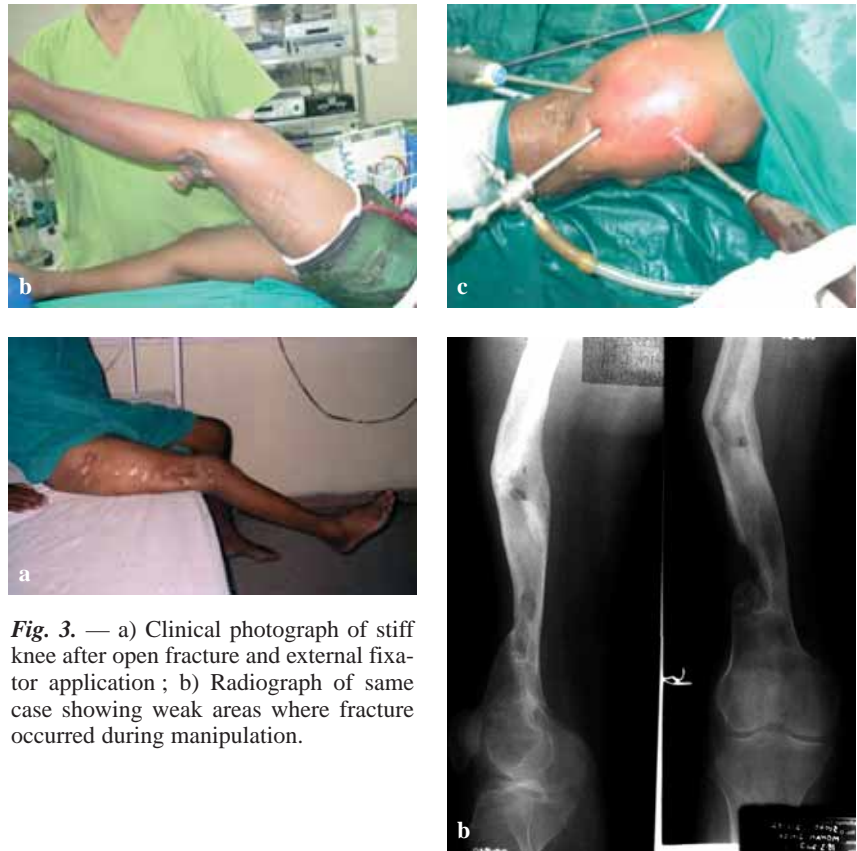 b
c
a
Fig. 3. — a) Clinical photograph of stiff
knee after open fracture and external fixa-
tor application ; b) Radiograph of same
case showing weak areas where fracture
occurred during manipulation.
b